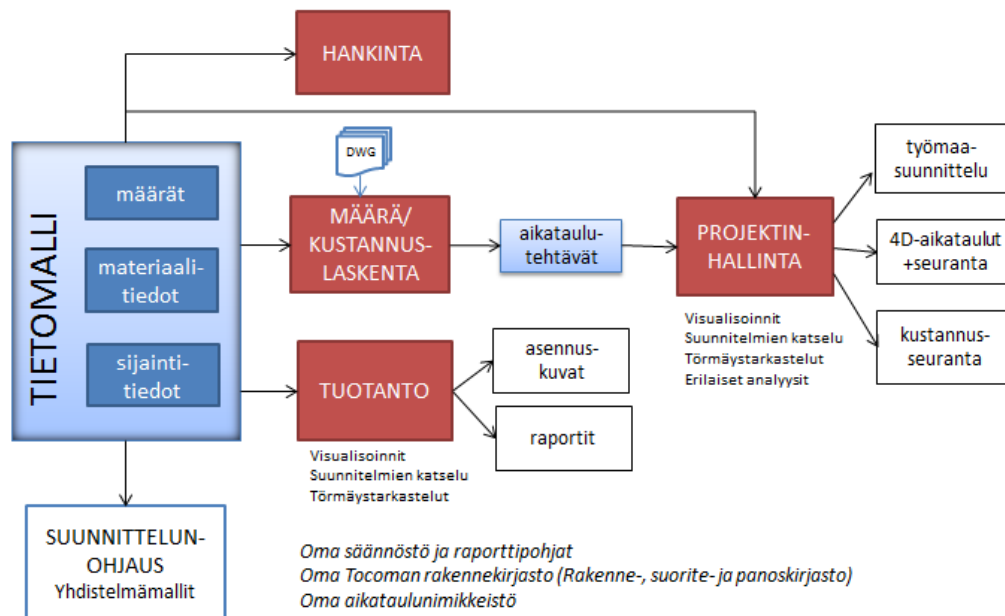 HANKINTA
TIETOMALLI
määrät
materiaali-
tiedot
sijainti-
tiedot
DWG
MÄÄRÄ/
KUSTANNUS-
LASKENTA
aikataulu-
tehtävät
PROJEKTIN-
HALLINTA
Visualisoinnit
Suunnitelmien katselu
Törmäystarkastelut
Erilaiset analyysit
työmaa-
suunnittelu
4D-aikataulut
+seuranta
kustannus-
seuranta
TUOTANTO
Visualisoinnit
Suunnitelmien katselu
Törmäystarkastelut
asennus-
kuvat
raportit
SUUNNITTELUN-
OHJAUS
Yhdistelmämallit
Oma säännöstö ja raporttipohjat
Oma Tocoman rakennekirjasto (Rakenne-, suorite- ja panoskirjasto)
Oma aikataulunimikkeistö